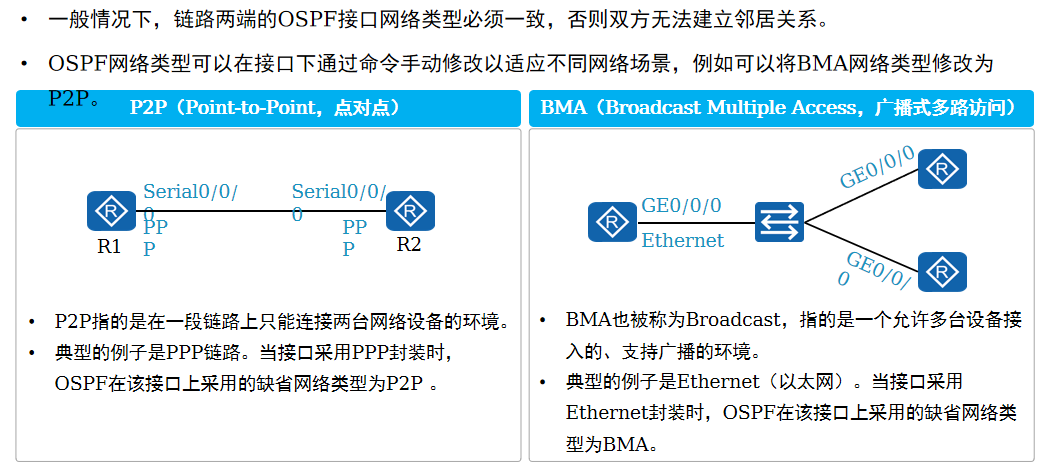 • 一般情况下，链路两端的OSPF接口网络类型必须一致，否则双方无法建立邻居关系。
• OSPF网络类型可以在接口下通过命令手动修改以适应不同网络场景，例如可以将BMA网络类型修改为
P2P。
P2P（Point-to-Point，点对点）
Serial0/0/
0
Serial0/0/
0
R
R
PP
P
PP
P
R1
R2
• P2P指的是在一段链路上只能连接两台网络设备的环境。
• 典型的例子是PPP链路。当接口采用PPP封装时，
OSPF在该接口上采用的缺省网络类型为P2P 。
BMA（Broadcast Multiple Access，广播式多路访问）
GE0/0/0
R
GE0/0/0
R
Ethernet
GE0/0/
0
R
• BMA也被称为Broadcast，指的是一个允许多台设备接
入的、支持广播的环境。
• 典型的例子是Ethernet（以太网）。当接口采用
Ethernet封装时，OSPF在该接口上采用的缺省网络类
型为BMA。